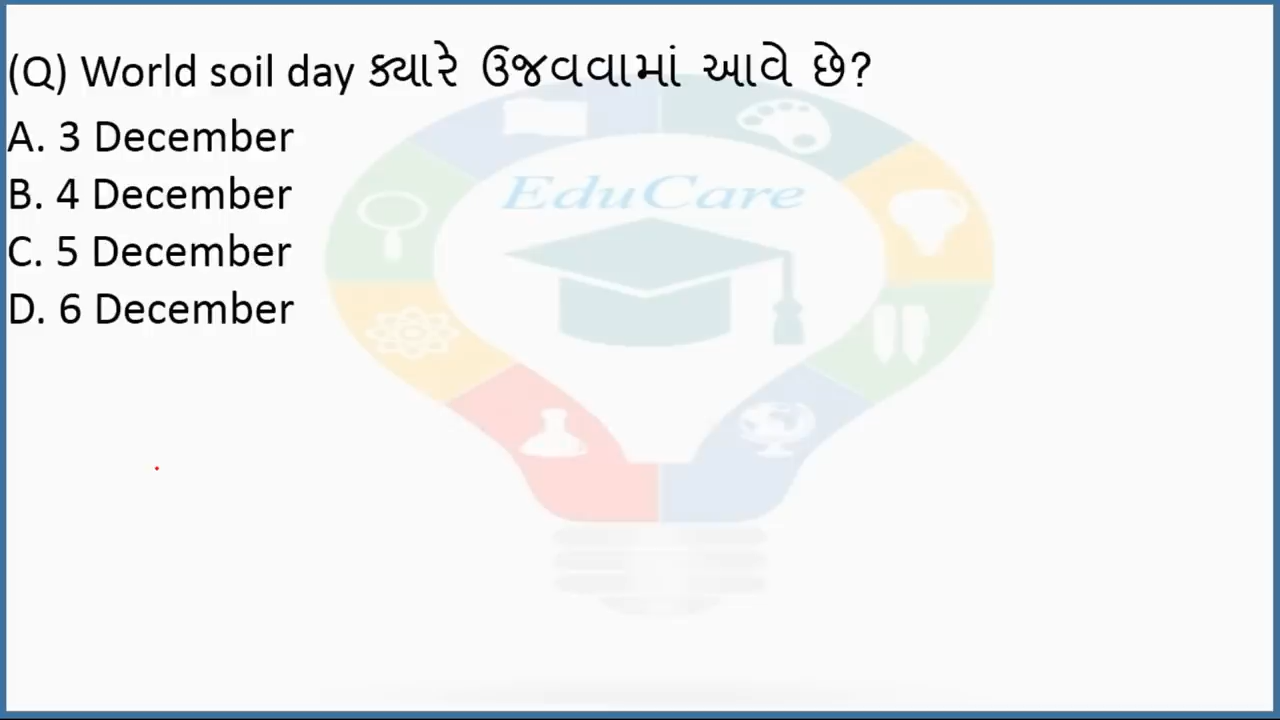 (Q) World soil day ક્યારે ઉજવવામાં આવે છે?
A. 3 December
B. 4 December
C. 5 December
D. 6 December
EduCare